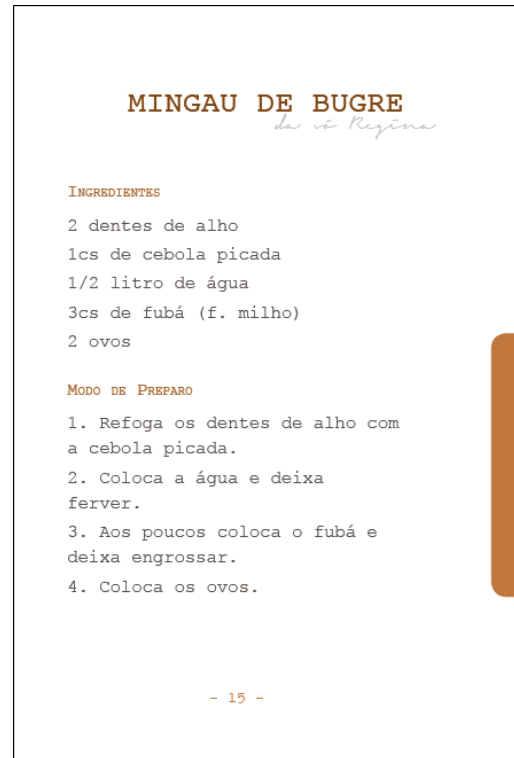 MINGAU DE BUGRE
da vó Regina
INGREDIENTES
2 dentes de alho
1cs de cebola picada
1/2 litro de água
3cs de fubá (f. milho)
2 ovos
MODO DE PREPARO
1. Refoga os dentes de alho com
a cebola picada.
2. Coloca a água e deixa
ferver.
3. Aos poucos coloca o fubá e
deixa engrossar.
4. Coloca os ovos.
- 15 -